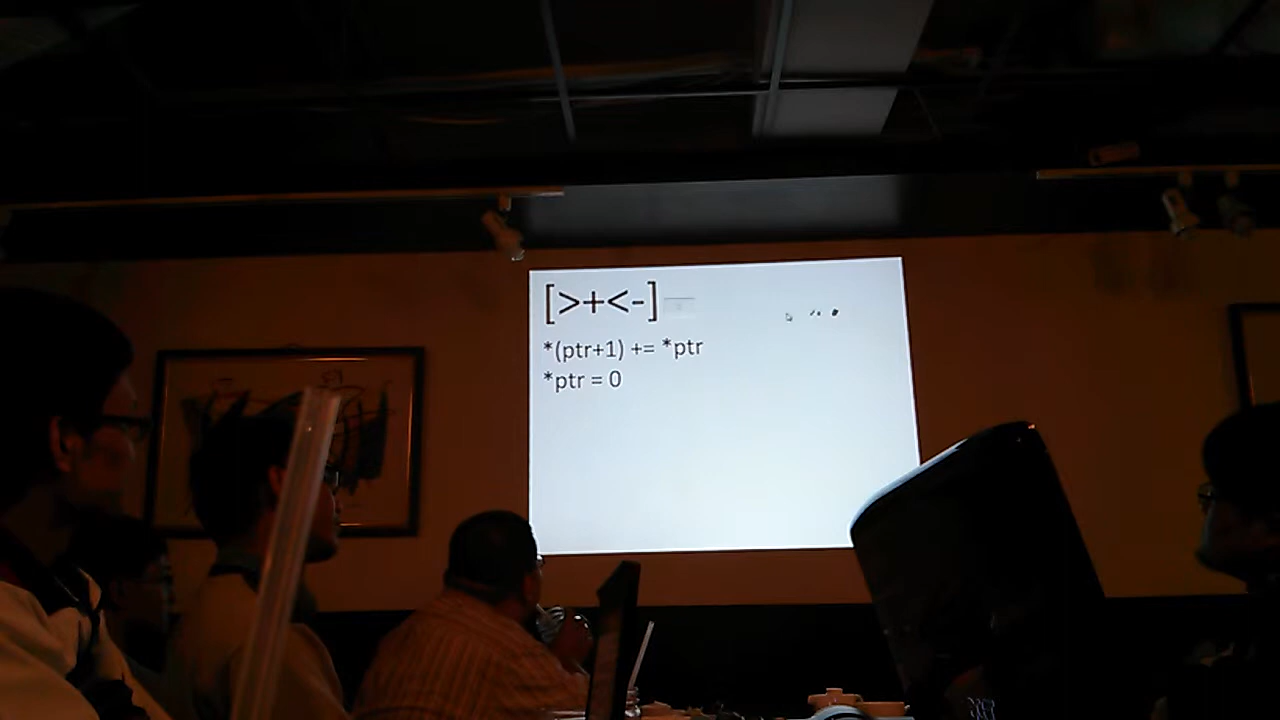 [>+<-]
*(ptr+1) += *ptr
*ptr = 0